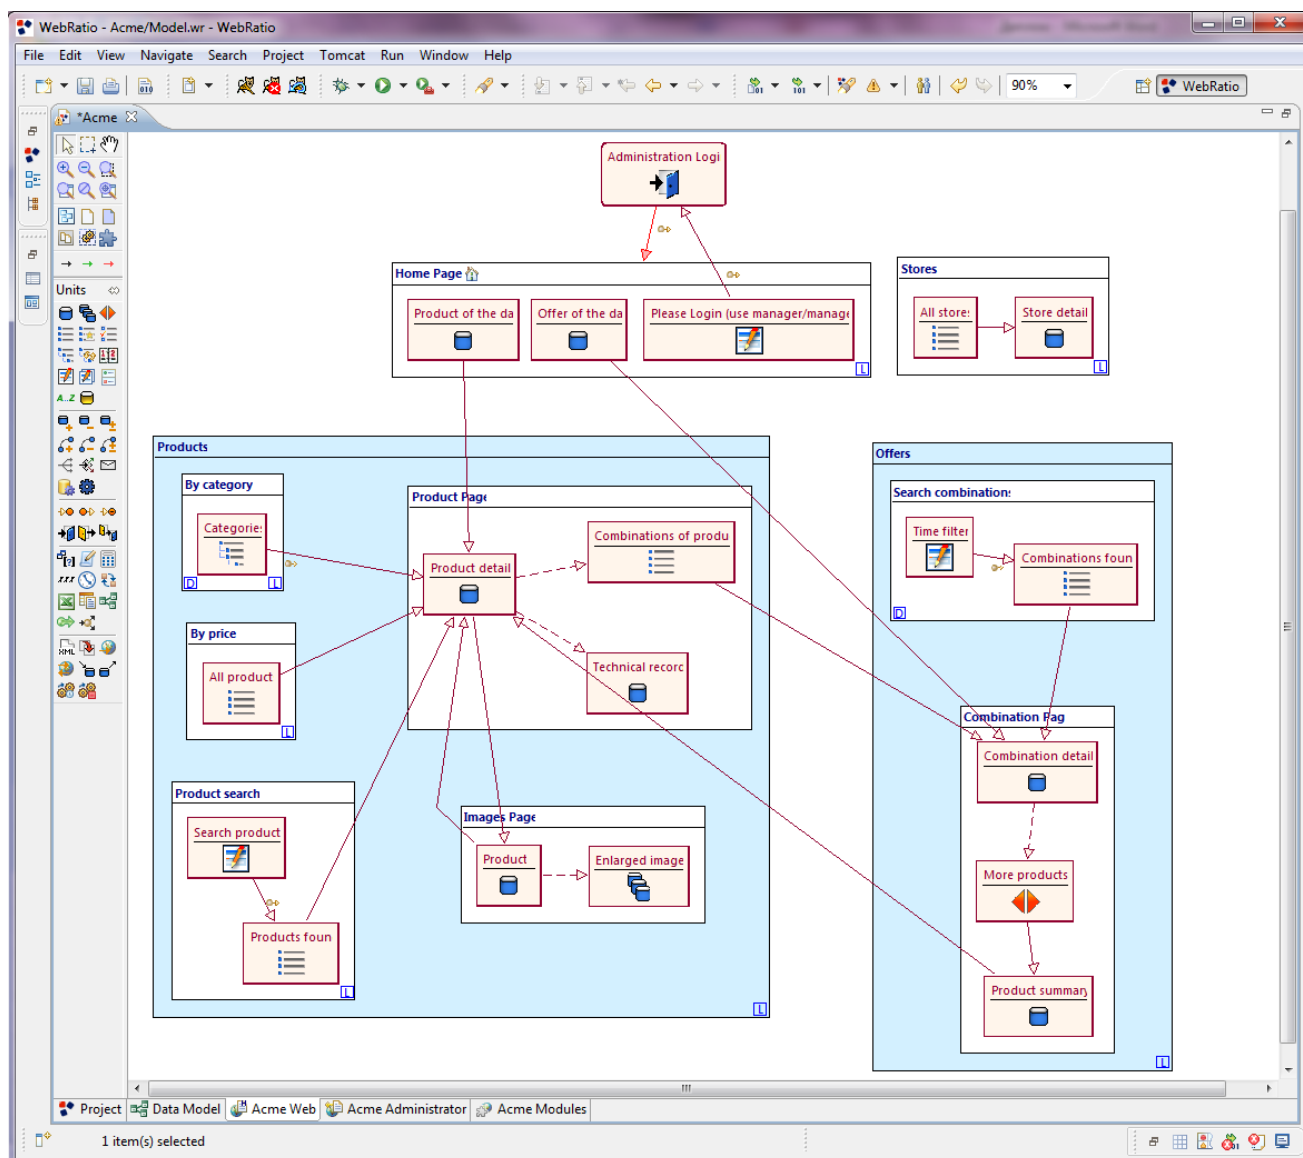 WebRatio - Acme/Model.wr - WebRatio
File Edit View Navigate Search Project Tomcat Run Window Help
90%
WebRatio
*Acme
Units
A..Z
Administration Logi
Home Page
Product of the da
Offer of the da
Please Login (use manager/manage
L
Stores
All stores
Store detail
L
Products
By category
Categories
D
L
Product Page
Product detail
Combinations of produ
Technical recorc
By price
All product
L
Product search
Search product
Products foun
L
Images Page
Product
Enlarged image
L
Offers
Search combinations
Time filter
Combinations foun
D
Combination Pag
Combination detail
More products
Product summary
L
Project Data Model Acme Web Acme Administrator Acme Modules
1 item(s) selected